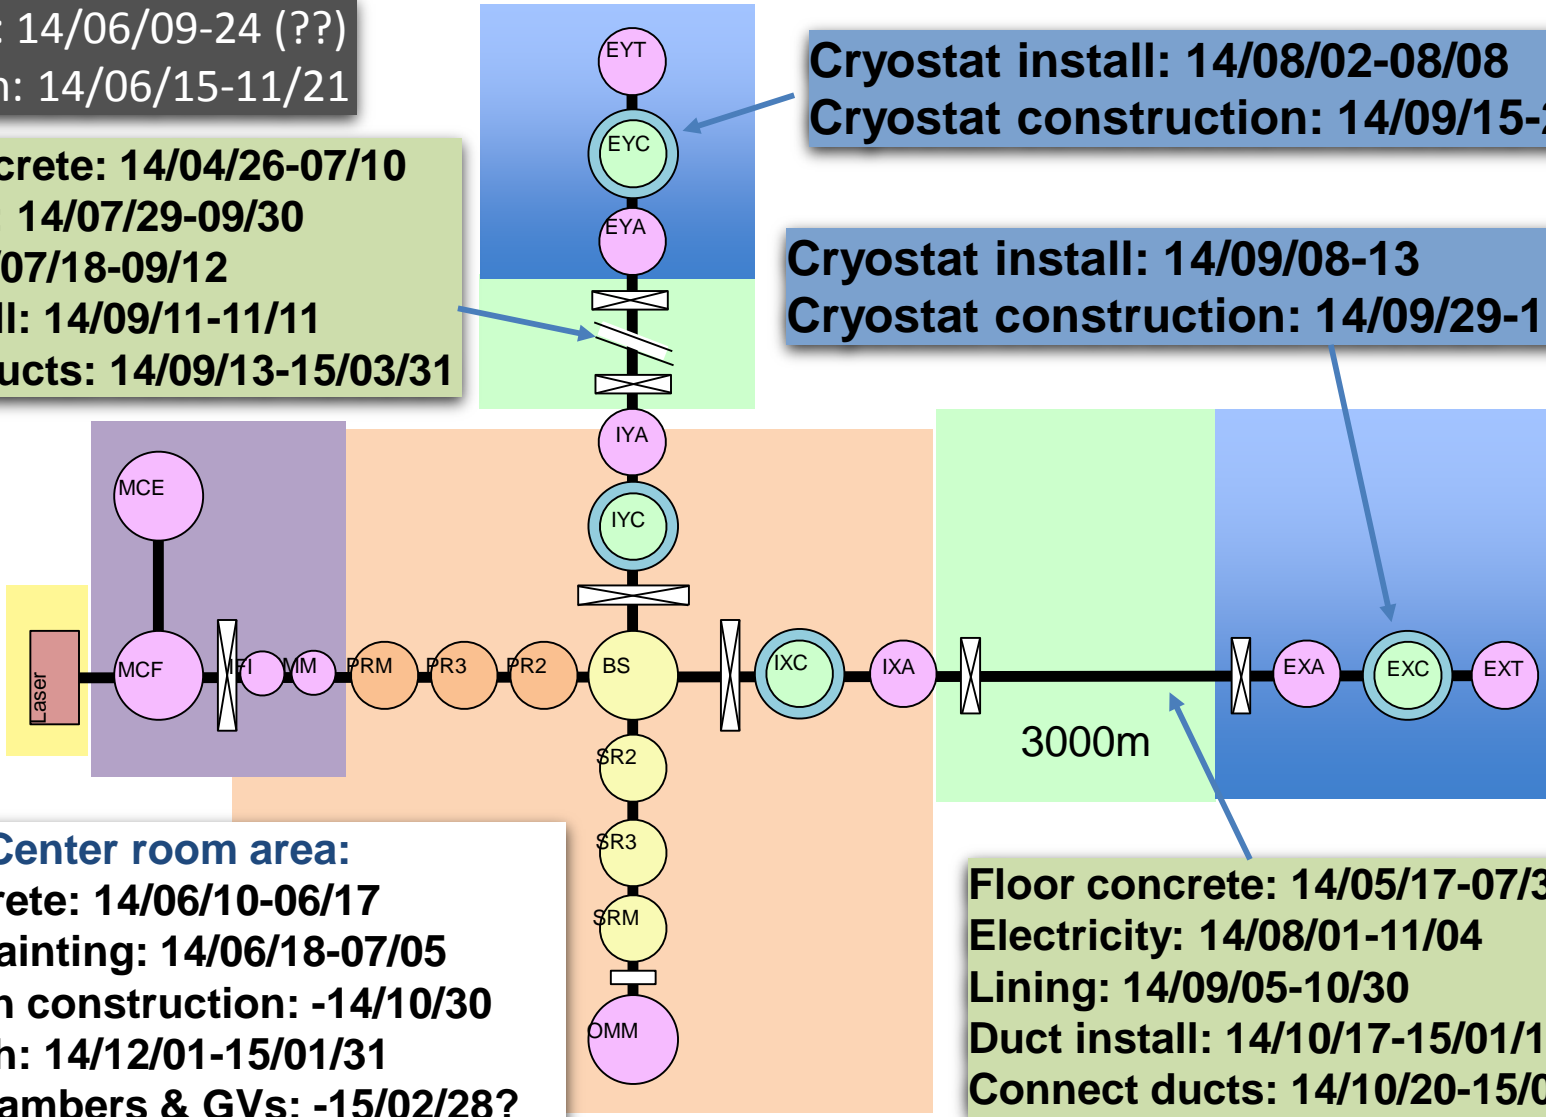 : 14/06/09-24 (??)
: 14/06/15-11/21
Cryostat install: 14/08/02-08/08
Cryostat construction: 14/09/15-2
crete: 14/04/26-07/10
: 14/07/29-09/30
/07/18-09/12
ll: 14/09/11-11/11
ucts: 14/09/13-15/03/31
Cryostat install: 14/09/08-13
Cryostat construction: 14/09/29-1
EYT
EYC
EYA
IYA
IYC
MCE
Laser
MCF
IFI
MM
PRM
PR3
PR2
BS
IXC
IXA
EXA
EXC
EXT
3000m
SR2
SR3
SRM
OMM
Center room area:
rete: 14/06/10-06/17
ainting: 14/06/18-07/05
n construction: -14/10/30
h: 14/12/01-15/01/31
ambers & GVs: -15/02/28?
Floor concrete: 14/05/17-07/3
Electricity: 14/08/01-11/04
Lining: 14/09/05-10/30
Duct install: 14/10/17-15/01/1
Connect ducts: 14/10/20-15/0